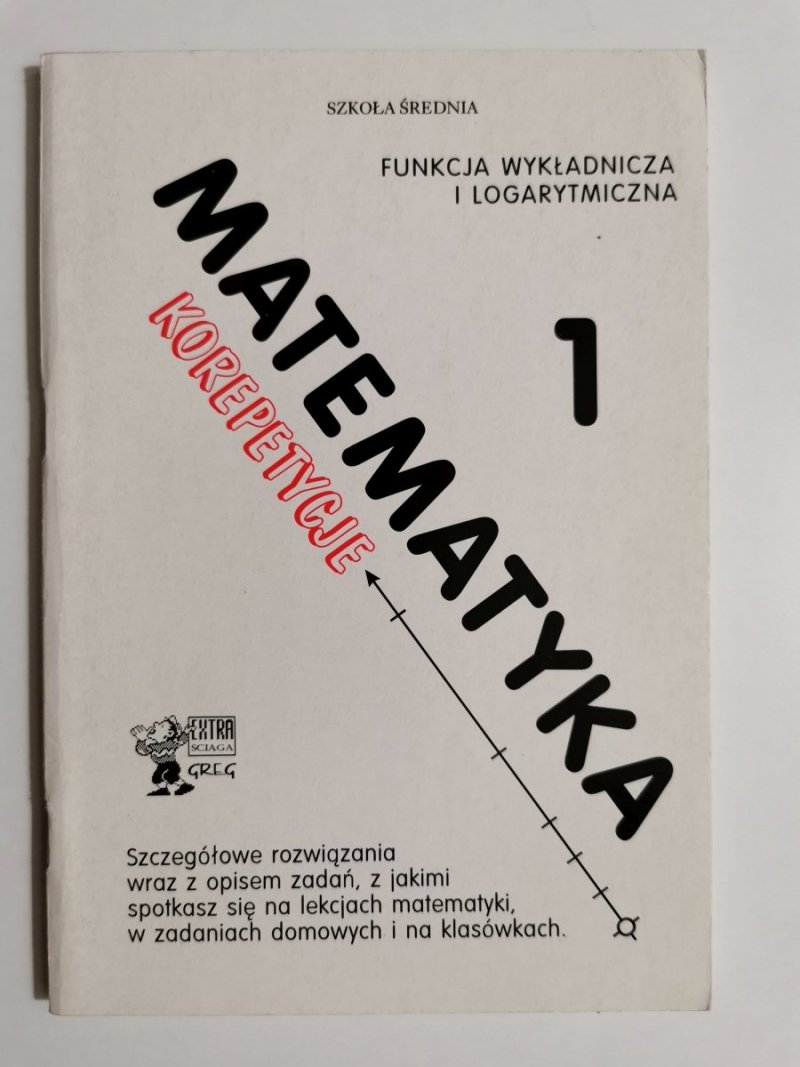 SZKOŁA ŚREDNIA
FUNKCJA WYKŁADNICZA
I LOGARYTMICZNA
MATEMATYKA
1
KOREPETYCJE
EXTRA
SCIAGA
GREG
Szczegółowe rozwiązania
wraz z opisem zadań, z jakimi
spotkasz się na lekcjach matematyki,
w zadaniach domowych i na klasówkach.